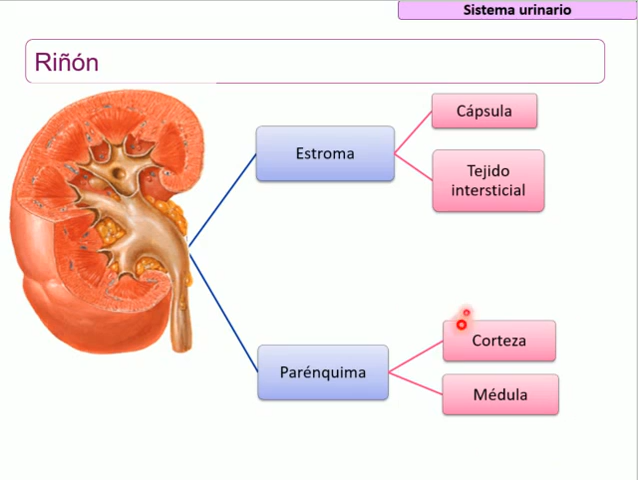 Sistema urinario
Riñón
Cápsula
Estroma
Tejido
intersticial
Corteza
Parénquima
Médula